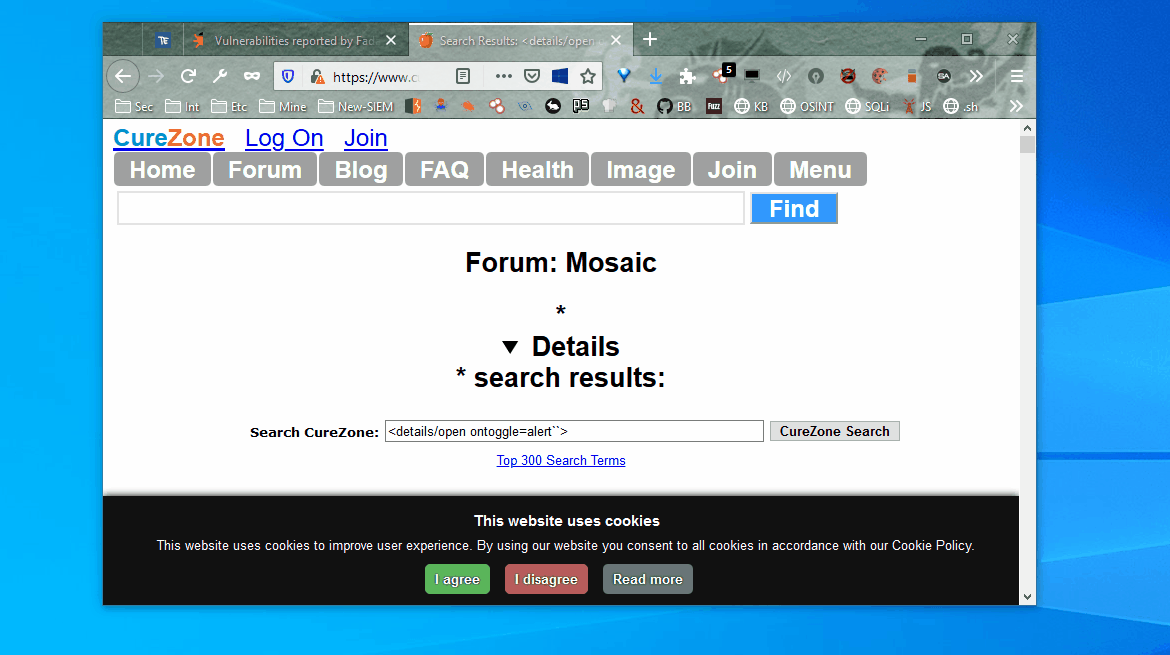 TE Vulnerabilities reported by Fad Search Results: <details/open
https://www.c
5
SA
Sec Int Etc Mine New-SIEM BB Fuzz KB OSINT SQLi JS .sh
CureZone Log On Join
Home Forum Blog FAQ Health Image Join Menu
Find
Forum: Mosaic
*
▼ Details
* search results:
Search CureZone: <details/open ontoggle=alert``> CureZone Search
Top 300 Search Terms
This website uses cookies
This website uses cookies to improve user experience. By using our website you consent to all cookies in accordance with our Cookie Policy.
I agree I disagree Read more